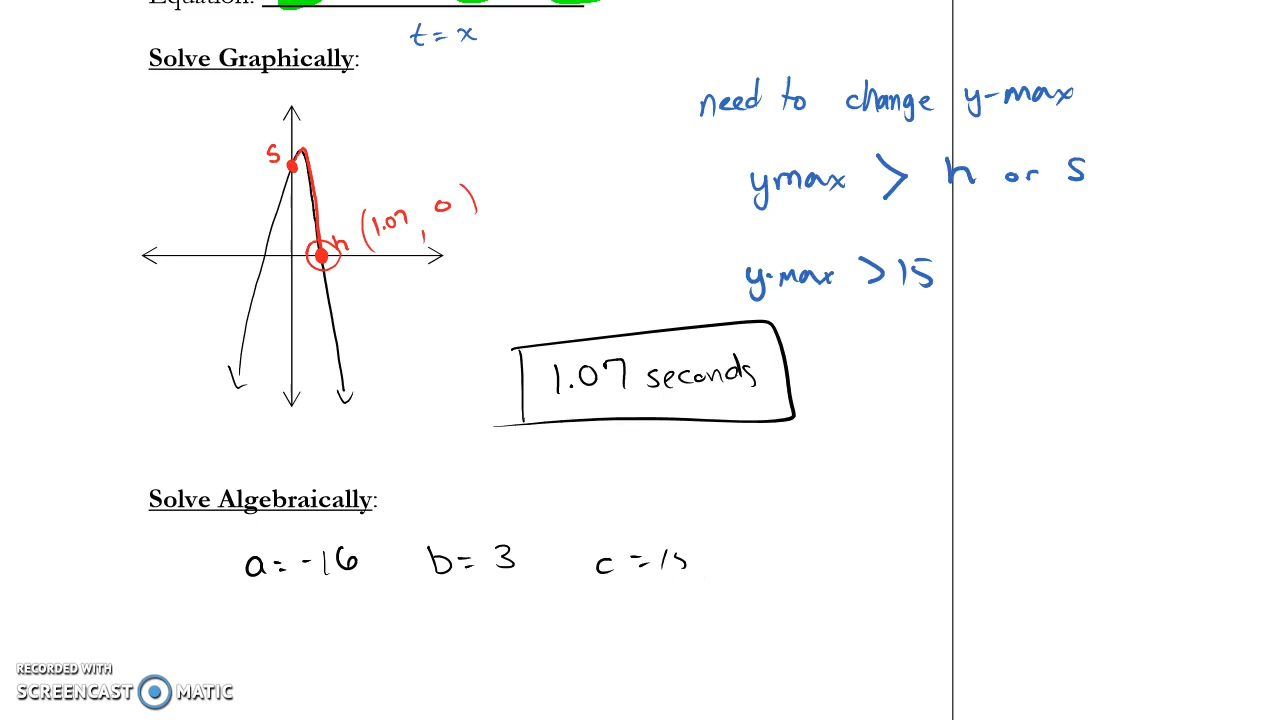 Equation:
t = x
Solve Graphically:
need to change y-max
s
ymax > h or s
h (1.07, 0)
y-max > 15
1.07 seconds
Solve Algebraically:
a = -16 b = 3 c = 15
RECORDED WITH
SCREENCAST MATIC